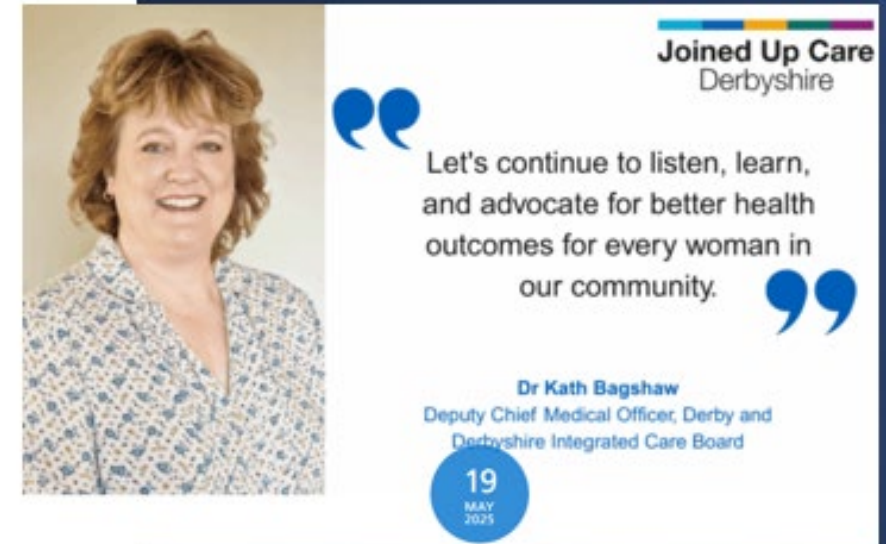 Joined Up Care
Derbyshire
Let's continue to listen, learn,
and advocate for better health
outcomes for every woman in
our community.
Dr Kath Bagshaw
Deputy Chief Medical Officer, Derby and
Derbyshire Integrated Care Board
19
MAY
2025